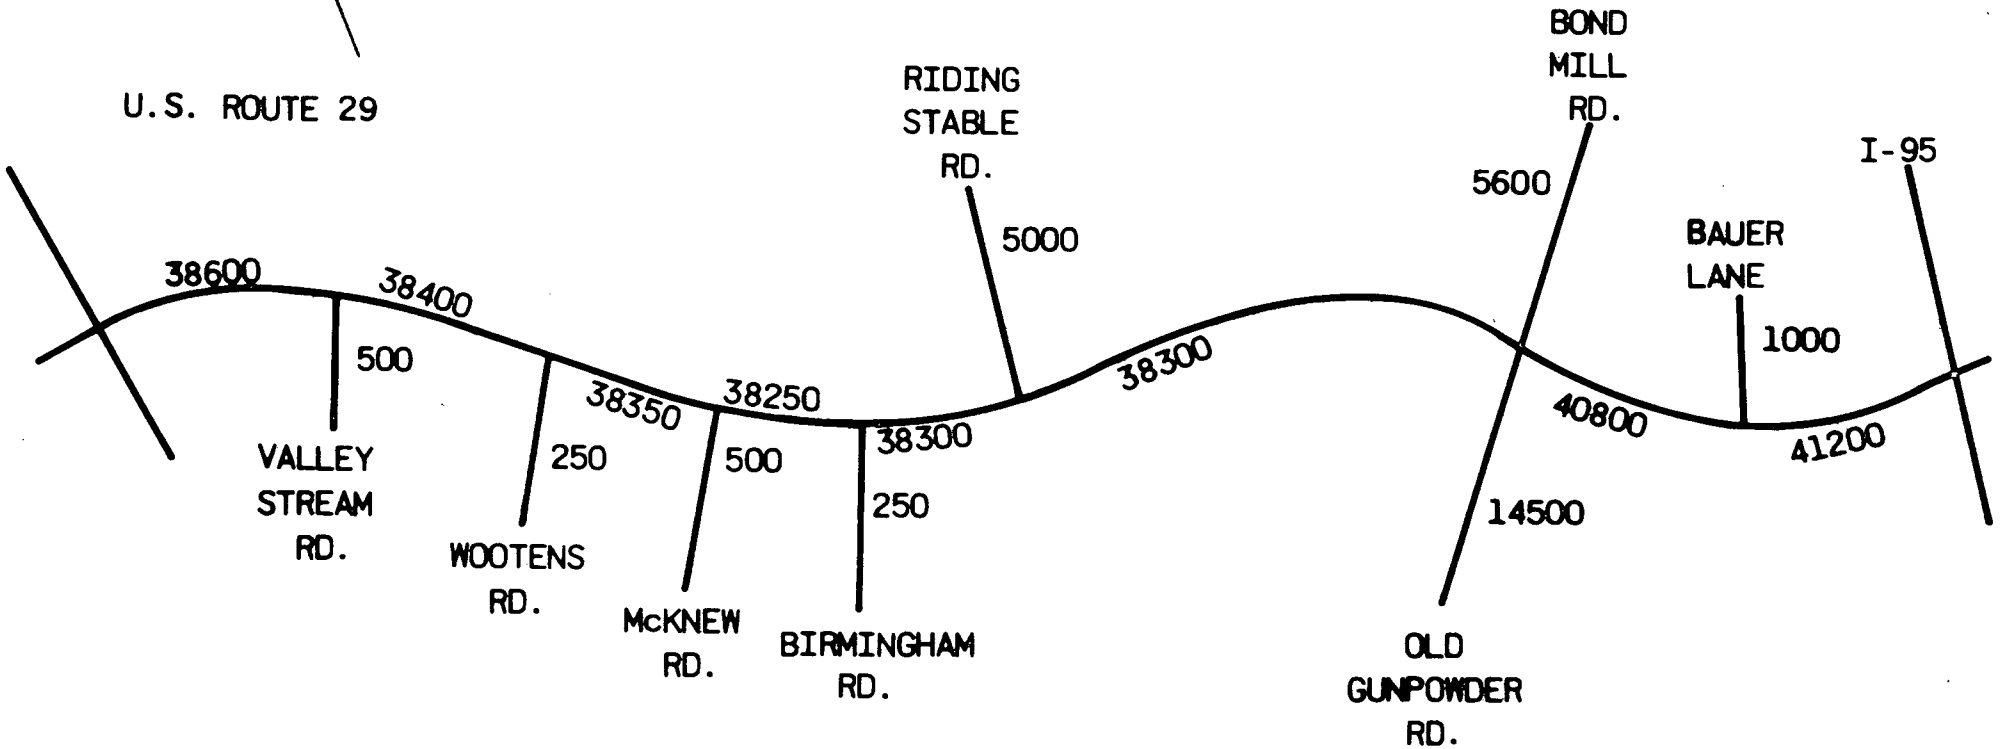 BOND
MILL
RD.
U.S. ROUTE 29
RIDING
STABLE
RD.
I-95
5600
5000
BAUER
LANE
38600
38400
500
1000
38300
38350
38250
40800
41200
38300
VALLEY
STREAM
RD.
250
500
250
14500
WOOTENS
RD.
McKNEW
RD.
BIRMINGHAM
RD.
OLD
GUNPOWDER
RD.